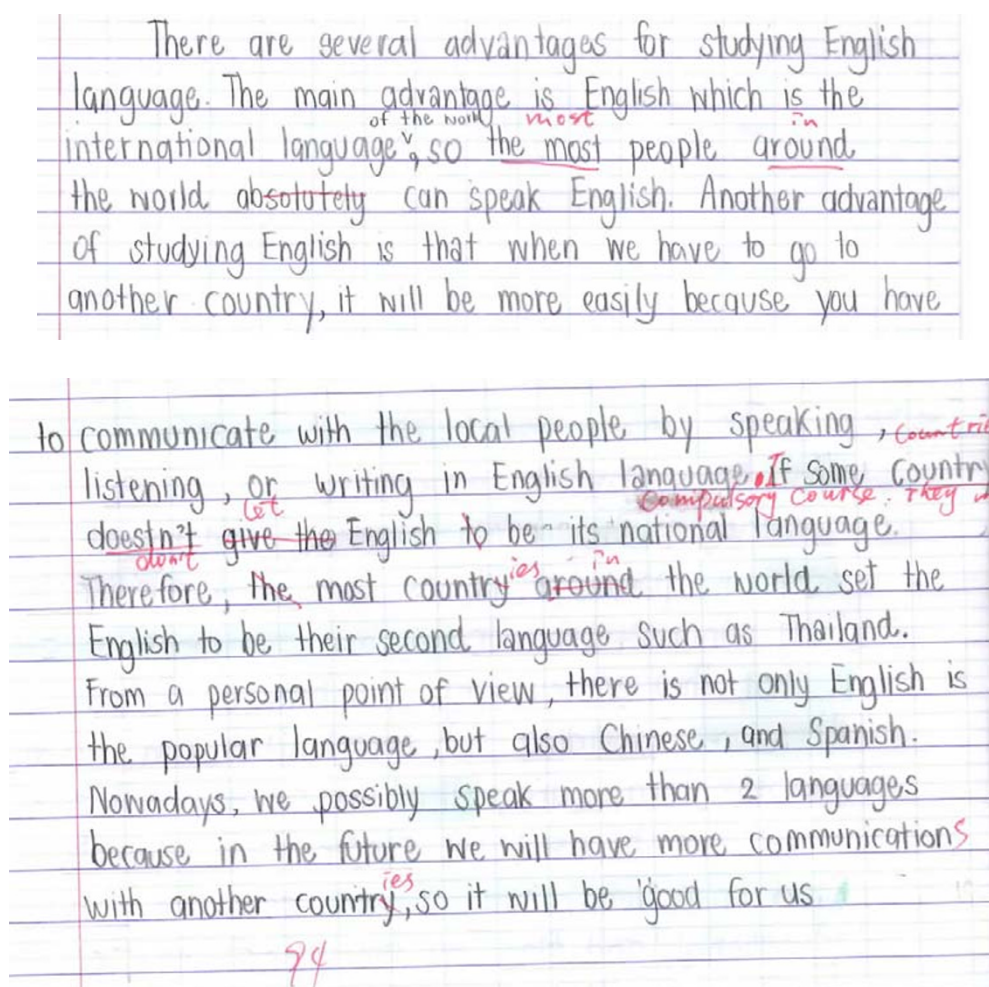 There are several advantages for studying English
language. The main advantage is English which is the
of the world most in
international language, so the most people around
the world absolutely can speak English. Another advantage
of studying English is that when we have to go to
another country, it will be more easily because you have
to communicate with the local people by speaking ,
listening , or writing in English language. If some country
let compulsory course. They
doestn't give the English to be its national language.
don't ies in
Therefore, the most country around the world set the
English to be their second language such as Thailand.
From a personal point of view, there is not only English is
the popular language , but also Chinese , and Spanish.
Nowadays, we possibly speak more than 2 languages
because in the future we will have more communications
ies
with another country, so it will be good for us
94